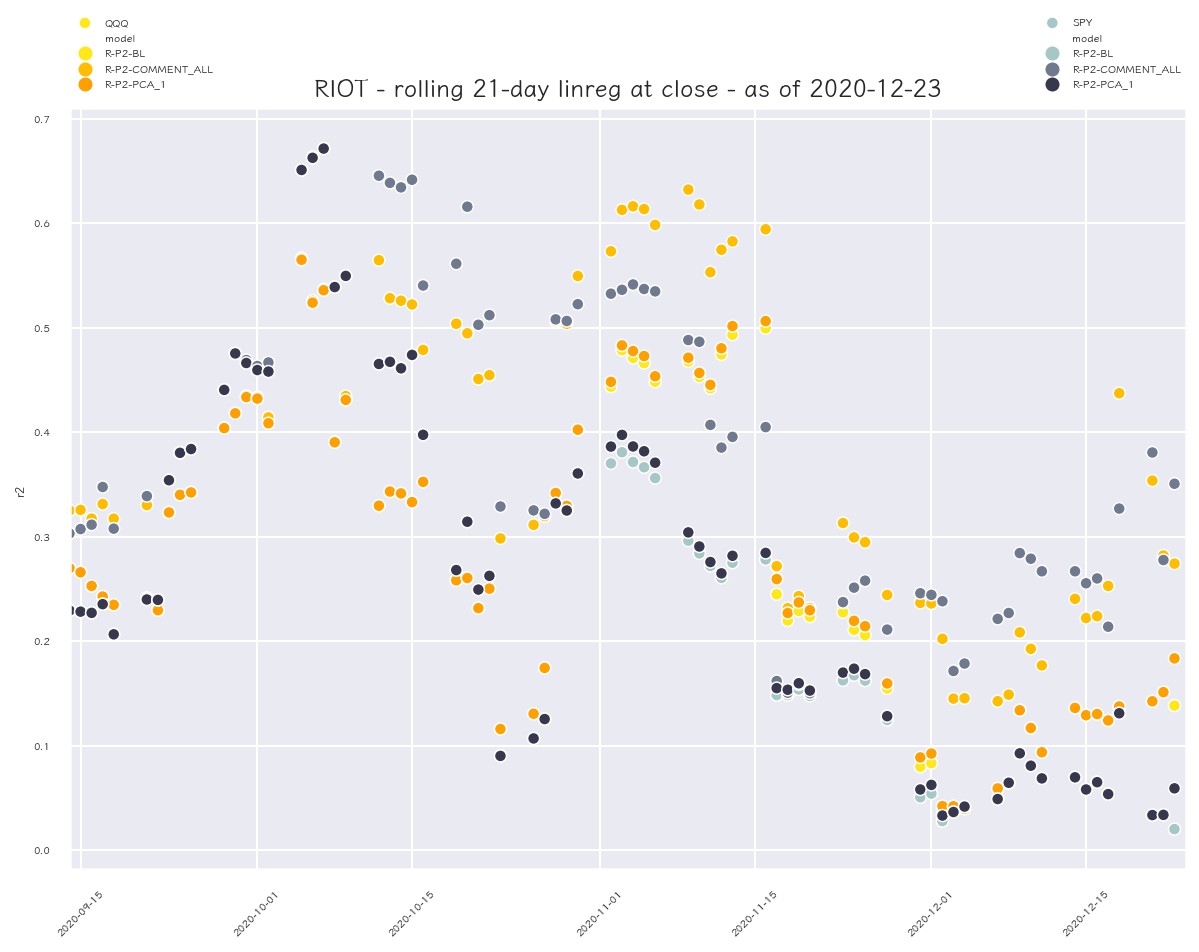 QQQ
model
R-P2-BL
R-P2-COMMENT_ALL
R-P2-PCA_1
SPY
model
R-P2-BL
R-P2-COMMENT_ALL
R-P2-PCA_1
RIOT - rolling 21-day linreg at close - as of 2020-12-23
0.7
0.6
0.5
0.4
0.3
0.2
0.1
0.0
r2
2020-09-15
2020-10-01
2020-10-15
2020-11-01
2020-11-15
2020-12-01
2020-12-15